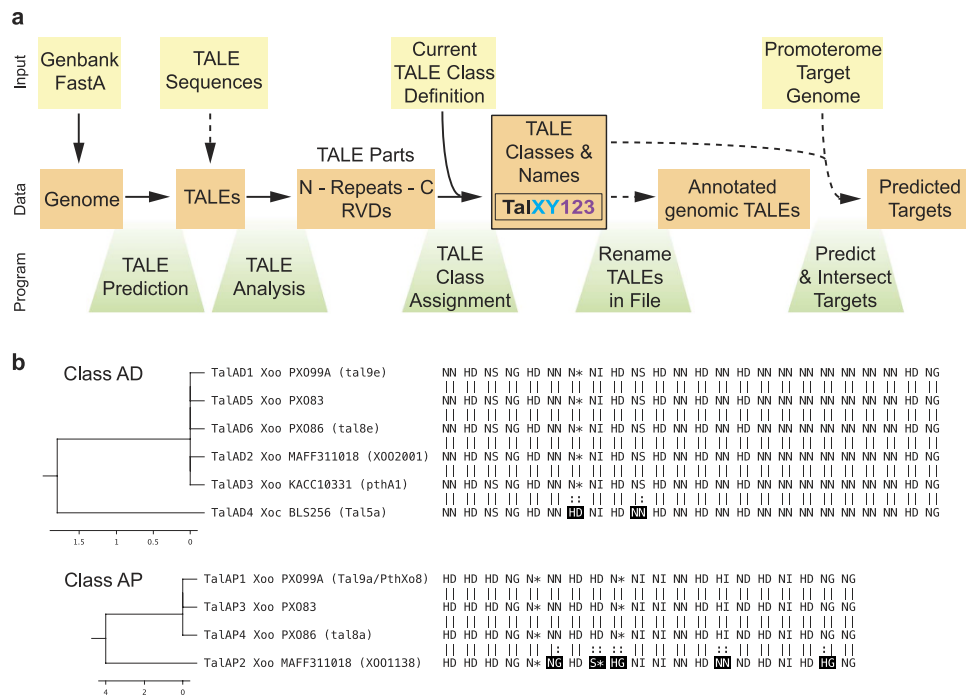 a
Input
Genbank
FastA
TALE
Sequences
Current
TALE Class
Definition
Promoterome
Target
Genome
Data
Genome
TALEs
TALE Parts
N - Repeats - C
RVDs
TALE
Classes &
Names
TalXY123
Annotated
genomic TALEs
Predicted
Targets
Program
TALE
Prediction
TALE
Analysis
TALE
Class
Assignment
Rename
TALEs
in File
Predict
& Intersect
Targets
b
Class AD
TalAD1 Xoo PXO99A (tal9e) NN HD NS NG HD NN N* NI HD NS HD NN HD NN HD NN NN NN NN NN NN NN HD NG
TalAD5 Xoo PXO83 NN HD NS NG HD NN N* NI HD NS HD NN HD NN HD NN NN NN NN NN NN NN HD NG
TalAD6 Xoo PXO86 (tal8e) NN HD NS NG HD NN N* NI HD NS HD NN HD NN HD NN NN NN NN NN NN NN HD NG
TalAD2 Xoo MAFF311018 (XOO2001) NN HD NS NG HD NN N* NI HD NS HD NN HD NN HD NN NN NN NN NN NN NN HD NG
TalAD3 Xoo KACC10331 (pthA1) NN HD NS NG HD NN N* NI HD NS HD NN HD NN HD NN NN NN NN NN NN NN HD NG
TalAD4 Xoc BLS256 (Tal5a) NN HD NS NG HD NN HD NI HD NN HD NN HD NN HD NN NN NN NN NN NN NN HD NG
1.5 1 0.5 0
Class AP
TalAP1 Xoo PXO99A (Tal9a/PthXo8) HD HD HD NG N* NN HD HD N* NI NI NN HD HI ND HD NI HD NG NG
TalAP3 Xoo PXO83 HD HD HD NG N* NN HD HD N* NI NI NN HD HI ND HD NI HD NG NG
TalAP4 Xoo PXO86 (tal8a) HD HD HD NG N* NN HD HD N* NI NI NN HD HI ND HD NI HD NG NG
TalAP2 Xoo MAFF311018 (XOO1138) HD HD HD NG N* NG HD S* HG NI NI NN HD NN ND HD NI HD HG NG
4 2 0